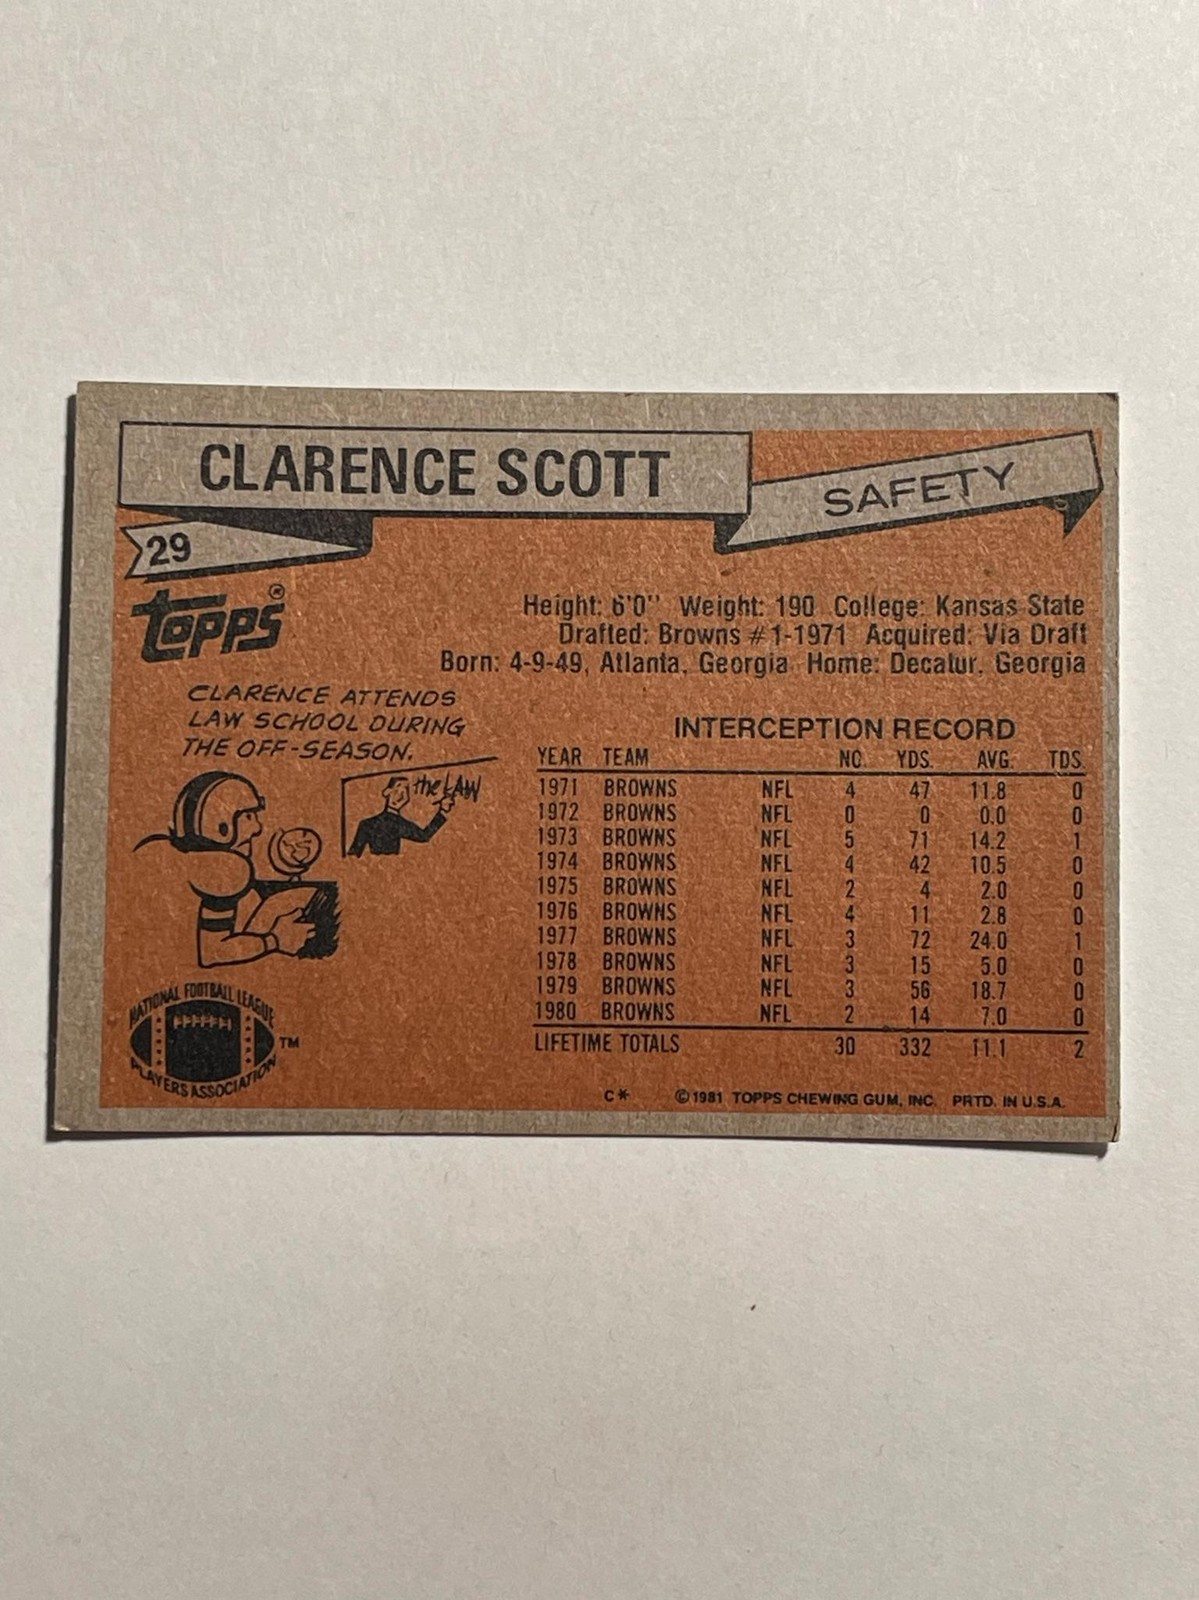 CLARENCE SCOTT
SAFETY
29
TOPPS®
Height: 6'0" Weight: 190 College: Kansas State
Drafted: Browns #1-1971 Acquired: Via Draft
Born: 4-9-49, Atlanta, Georgia Home: Decatur, Georgia
CLARENCE ATTENDS
LAW SCHOOL DURING
THE OFF-SEASON.
the LAW
INTERCEPTION RECORD
YEAR TEAM NO. YDS. AVG. TDS.
1971 BROWNS NFL 4 47 11.8 0
1972 BROWNS NFL 0 0 0.0 0
1973 BROWNS NFL 5 71 14.2 1
1974 BROWNS NFL 4 42 10.5 0
1975 BROWNS NFL 2 4 2.0 0
1976 BROWNS NFL 4 11 2.8 0
1977 BROWNS NFL 3 72 24.0 1
1978 BROWNS NFL 3 15 5.0 0
1979 BROWNS NFL 3 56 18.7 0
1980 BROWNS NFL 2 14 7.0 0
LIFETIME TOTALS 30 332 11.1 2
NATIONAL FOOTBALL LEAGUE
PLAYERS ASSOCIATION
TM
C* ©1981 TOPPS CHEWING GUM, INC. PRTD. IN U.S.A.